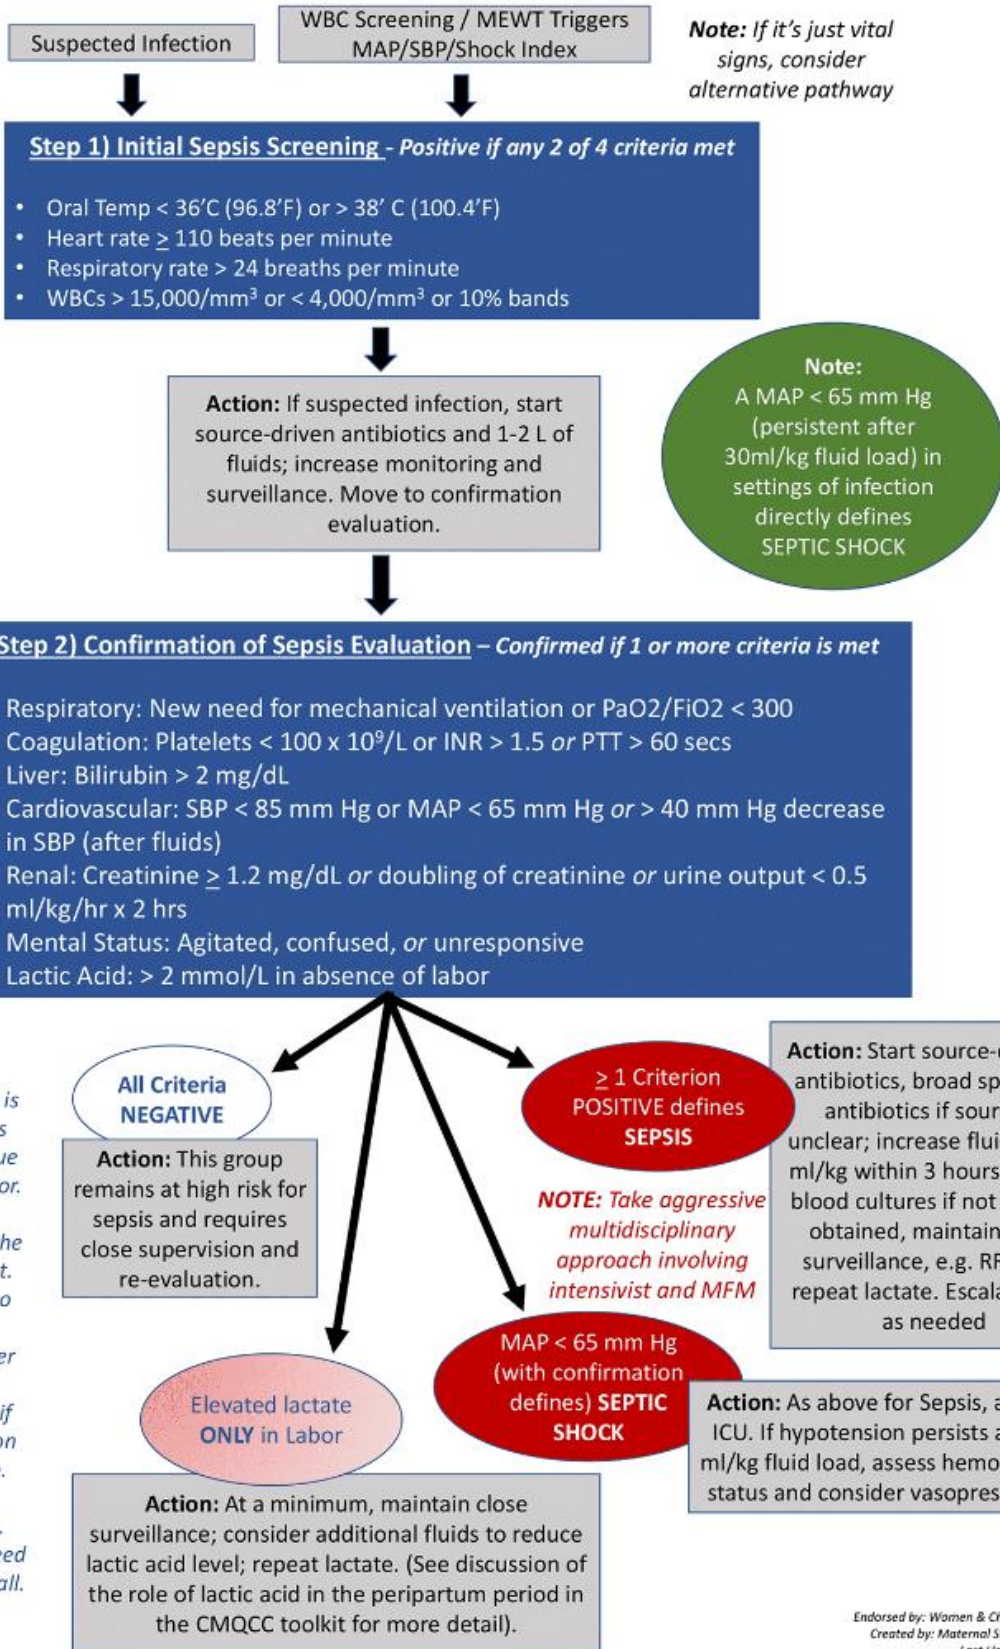 Suspected Infection
WBC Screening / MEWT Triggers
MAP/SBP/Shock Index
Note: If it's just vital
signs, consider
alternative pathway
Step 1) Initial Sepsis Screening - Positive if any 2 of 4 criteria met
• Oral Temp < 36'C (96.8'F) or > 38' C (100.4'F)
• Heart rate ≥ 110 beats per minute
• Respiratory rate > 24 breaths per minute
• WBCs > 15,000/mm³ or < 4,000/mm³ or 10% bands
Action: If suspected infection, start
source-driven antibiotics and 1-2 L of
fluids; increase monitoring and
surveillance. Move to confirmation
evaluation.
Note:
A MAP < 65 mm Hg
(persistent after
30ml/kg fluid load) in
settings of infection
directly defines
SEPTIC SHOCK
Step 2) Confirmation of Sepsis Evaluation – Confirmed if 1 or more criteria is met
Respiratory: New need for mechanical ventilation or PaO2/FiO2 < 300
Coagulation: Platelets < 100 x 10⁹/L or INR > 1.5 or PTT > 60 secs
Liver: Bilirubin > 2 mg/dL
Cardiovascular: SBP < 85 mm Hg or MAP < 65 mm Hg or > 40 mm Hg decrease
in SBP (after fluids)
Renal: Creatinine ≥ 1.2 mg/dL or doubling of creatinine or urine output < 0.5
ml/kg/hr x 2 hrs
Mental Status: Agitated, confused, or unresponsive
Lactic Acid: > 2 mmol/L in absence of labor
All Criteria
NEGATIVE
Action: This group
remains at high risk for
sepsis and requires
close supervision and
re-evaluation.
≥ 1 Criterion
POSITIVE defines
SEPSIS
Action: Start source-
antibiotics, broad
antibiotics if
unclear; increase
ml/kg within 3 hours
blood cultures if not
obtained, maintain
surveillance, e.g.
repeat lactate.
as needed
NOTE: Take aggressive
multidisciplinary
approach involving
intensivist and MFM
MAP < 65 mm Hg
(with confirmation
defines) SEPTIC
SHOCK
Action: As above for Sepsis,
ICU. If hypotension persists
ml/kg fluid load, assess
status and consider
Elevated lactate
ONLY in Labor
Action: At a minimum, maintain close
surveillance; consider additional fluids to reduce
lactic acid level; repeat lactate. (See discussion of
the role of lactic acid in the peripartum period in
the CMQCC toolkit for more detail).
is
if
Endorsed by: Women &
Created by: Maternal